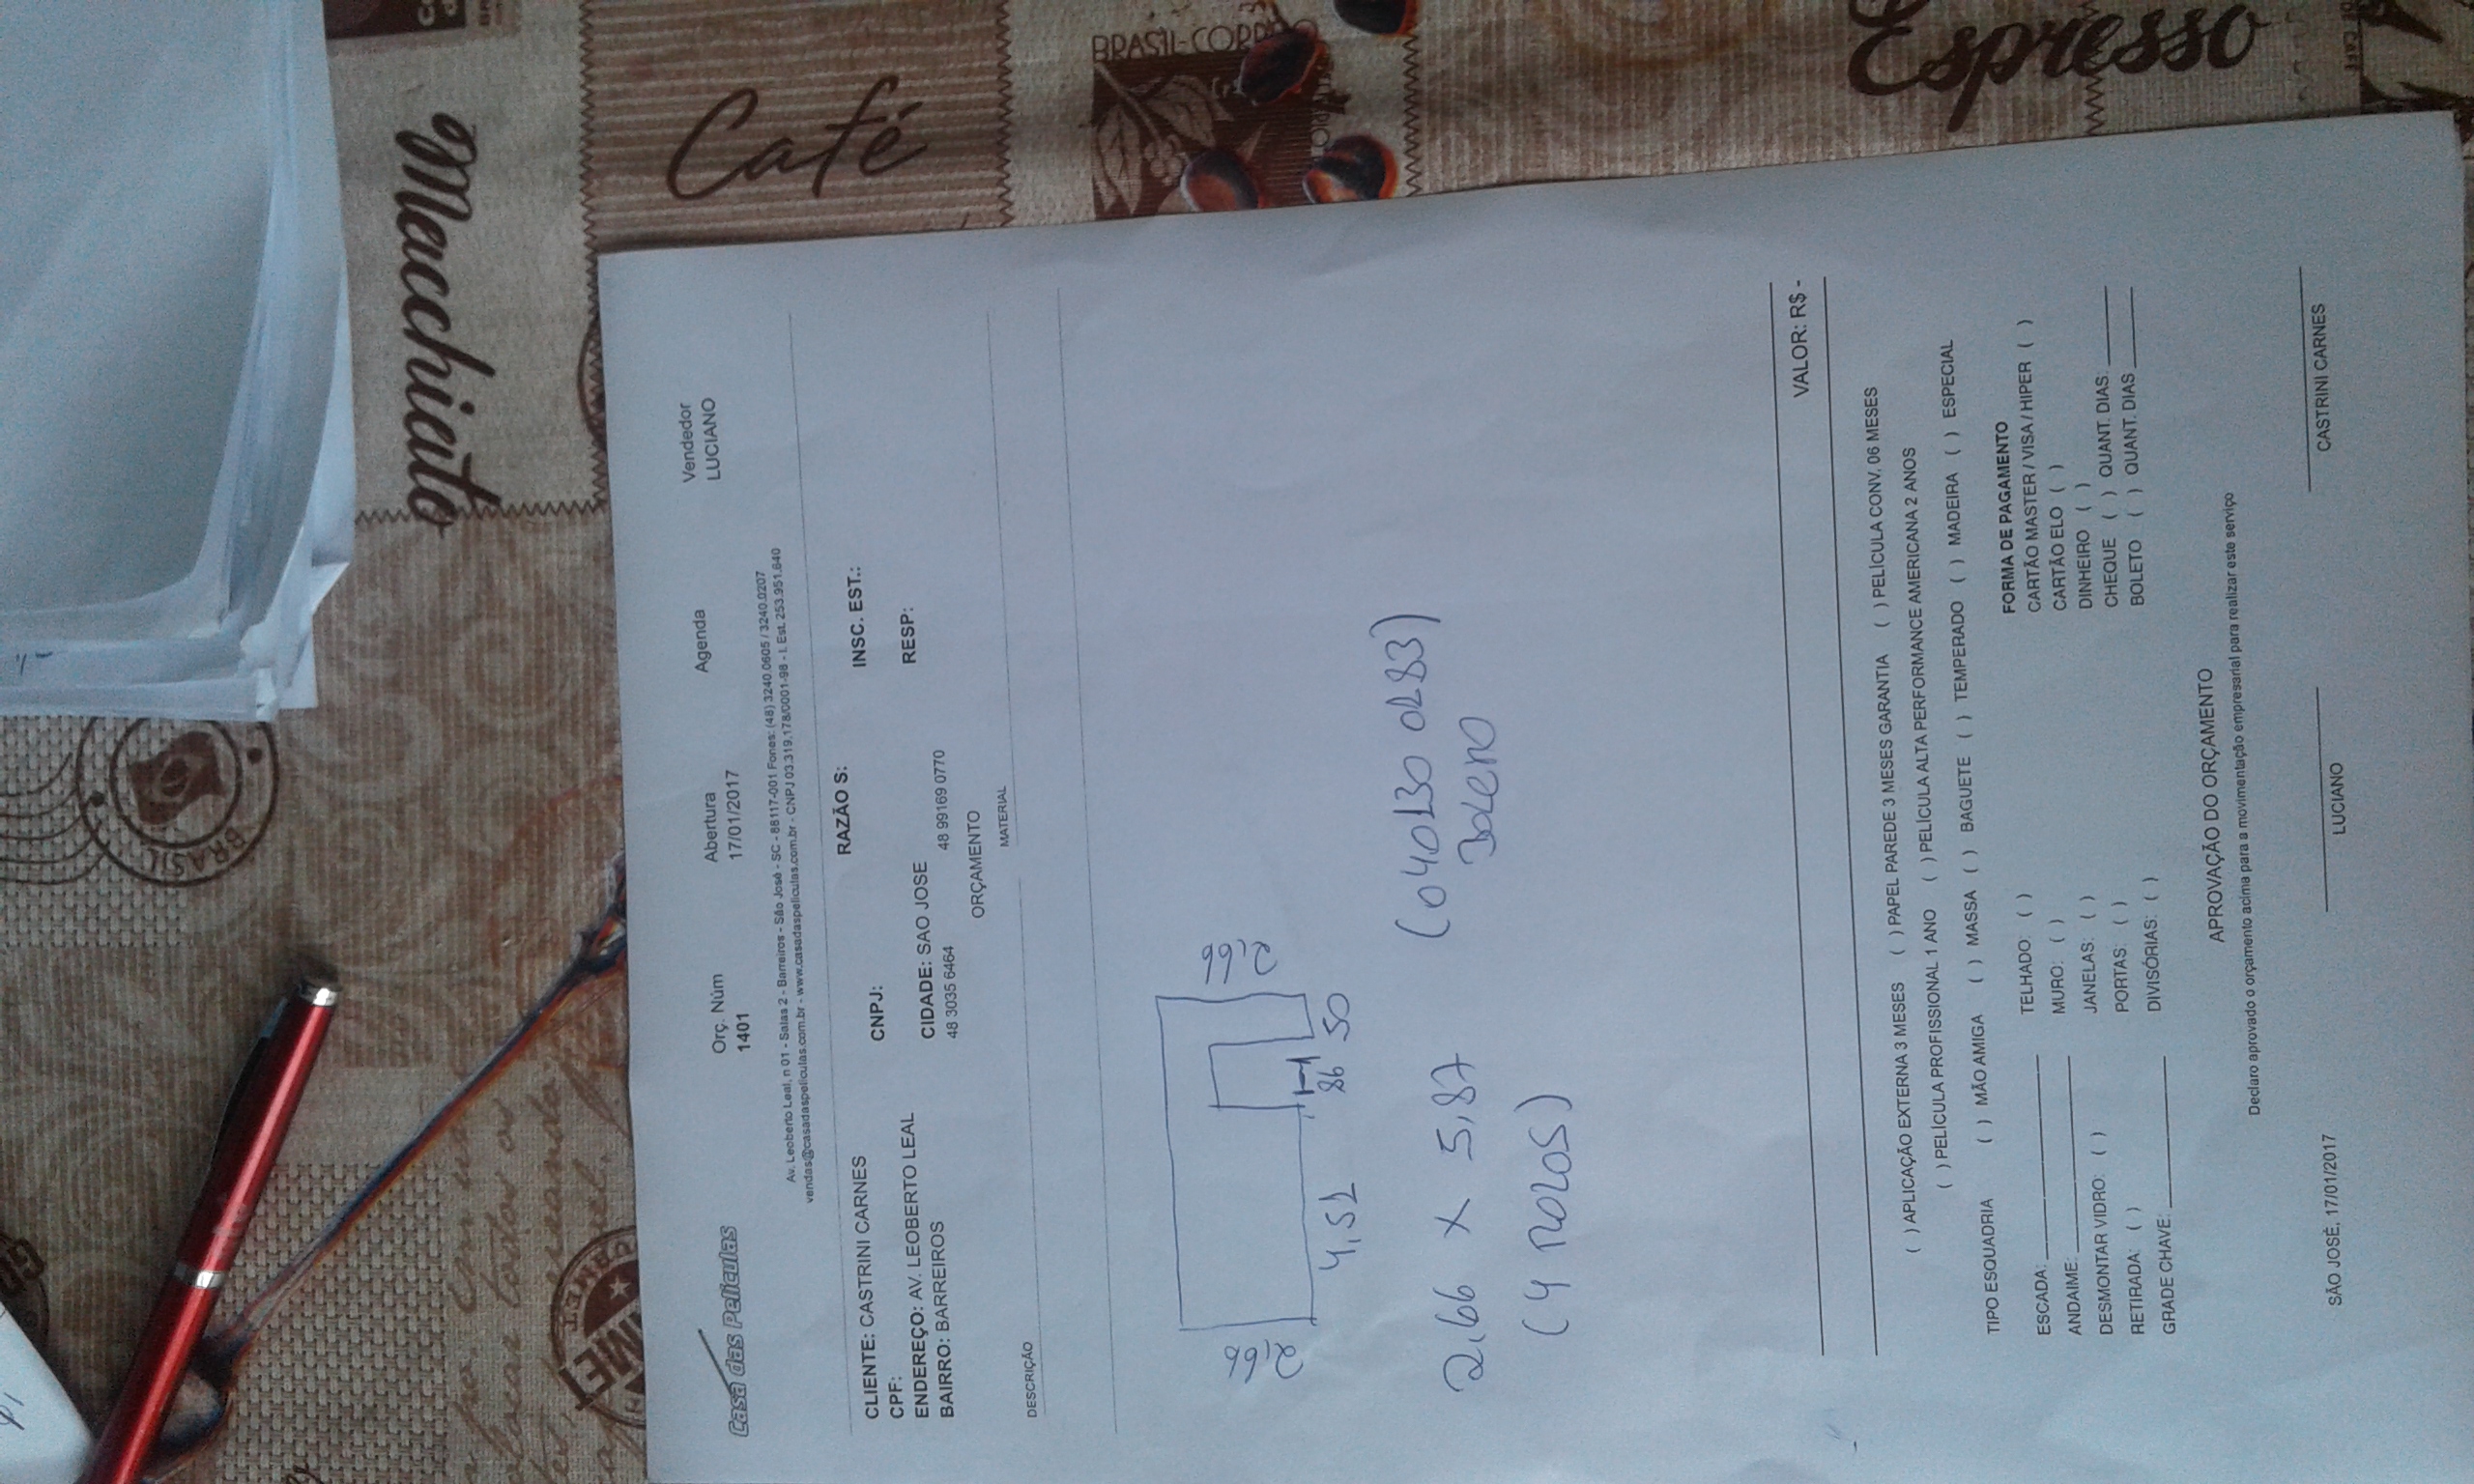 Macchiato
Café
BRASIL-COR
Espresso
BRASIL
Casa das Películas
Orç. Núm
1401
Abertura
17/01/2017
Agenda
Vendedor
LUCIANO
Av. Leoberto Leal, n 01 - Salas 2 - Barreiros - São José - SC - 88117-001 Fones: (48) 3240.0605 / 3240.0207
vendas@casadaspeliculas.com.br - www.casadaspeliculas.com.br - CNPJ 03.319.178/0001-98 - I. Est. 253.951.640
CLIENTE: CASTRINI CARNES RAZÃO S:
CPF: CNPJ: INSC. EST.:
ENDEREÇO: AV. LEOBERTO LEAL CIDADE: SAO JOSE RESP:
BAIRRO: BARREIROS 48 3035 6464 48 99169 0770
ORÇAMENTO
DESCRIÇÃO MATERIAL
2,66 2,66
4,51 86 50
2,66 X 5,87
(4 ROLOS)
VALOR: R$ -
( ) APLICAÇÃO EXTERNA 3 MESES ( ) PAPEL PAREDE 3 MESES GARANTIA ( ) PELÍCULA CONV. 06 MESES
( ) PELÍCULA PROFISSIONAL 1 ANO ( ) PELÍCULA ALTA PERFORMANCE AMERICANA 2 ANOS
TIPO ESQUADRIA ( ) MÃO AMIGA ( ) MASSA ( ) BAGUETE ( ) TEMPERADO ( ) MADEIRA ( ) ESPECIAL
ESCADA: TELHADO: ( )
ANDAIME: MURO: ( )
DESMONTAR VIDRO: ( ) JANELAS: ( )
RETIRADA: ( ) PORTAS: ( )
GRADE CHAVE: DIVISÓRIAS: ( )
FORMA DE PAGAMENTO
CARTÃO MASTER / VISA / HIPER ( )
CARTÃO ELO ( )
DINHEIRO ( )
CHEQUE ( ) QUANT. DIAS:
BOLETO ( ) QUANT. DIAS
APROVAÇÃO DO ORÇAMENTO
Declaro aprovado o orçamento acima para a movimentação empresarial para realizar este serviço
SÃO JOSÉ, 17/01/2017
LUCIANO
CASTRINI CARNES